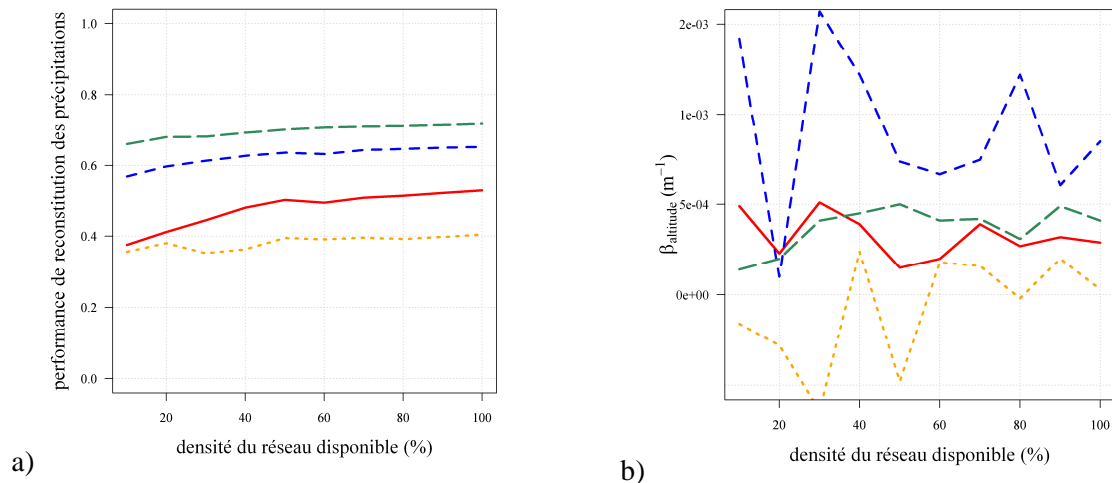 performance de reconstitution des précipitations
1.0
0.8
0.6
0.4
0.2
0.0
20 40 60 80 100
densité du réseau disponible (%)
a)
βaltitude (m⁻¹)
2e-03
1e-03
5e-04
0e+00
20 40 60 80 100
densité du réseau disponible (%)
b)